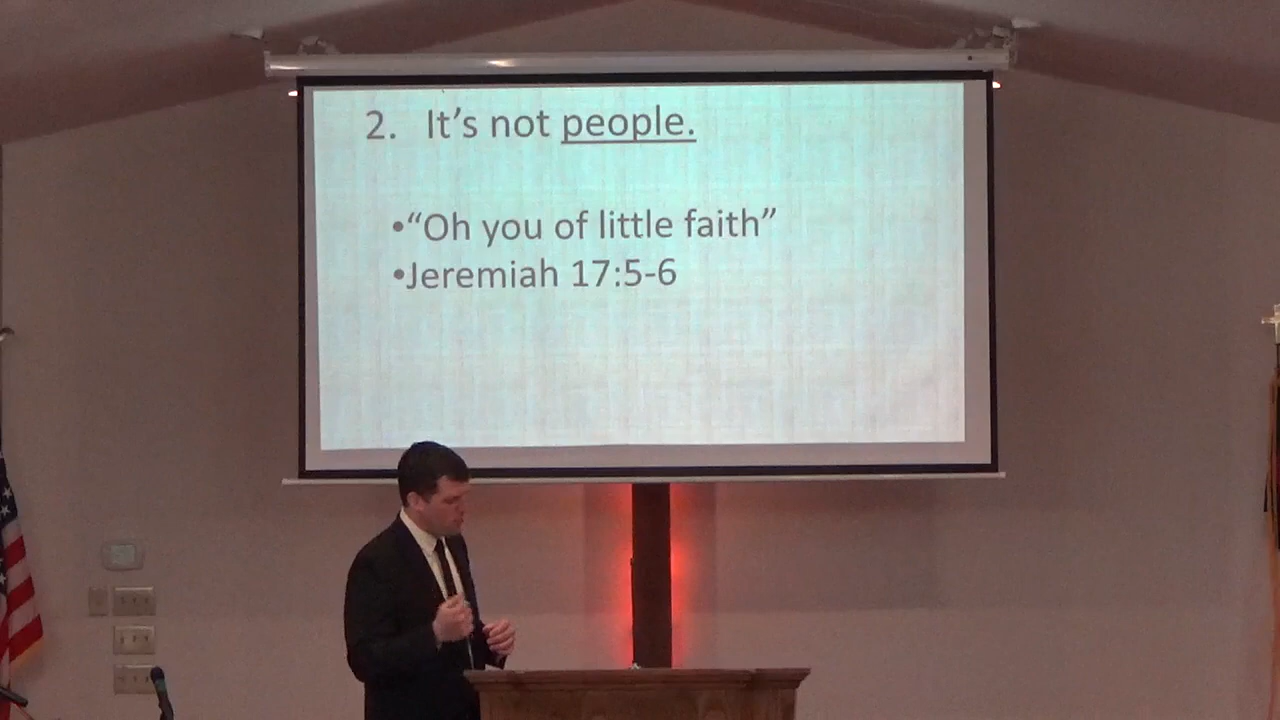 2. It’s not people.
•“Oh you of little faith”
•Jeremiah 17:5-6